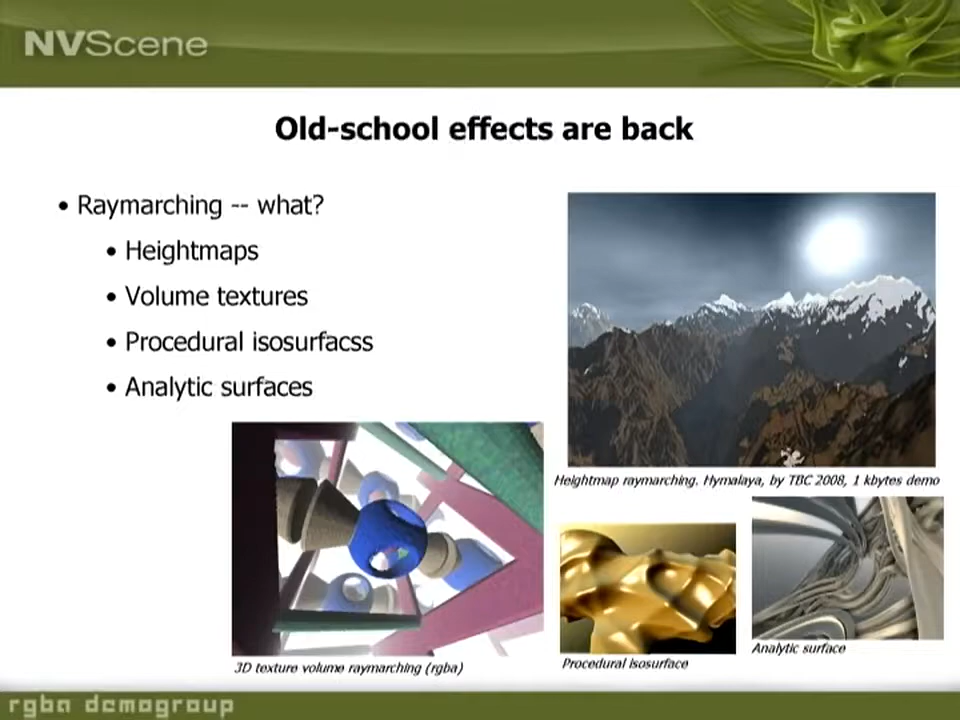 NVScene
Old-school effects are back
• Raymarching -- what?
• Heightmaps
• Volume textures
• Procedural isosurfacss
• Analytic surfaces
Heightmap raymarching. Hymalaya, by TBC 2008, 1 kbytes demo
3D texture volume raymarching (rgba)
Procedural isosurface
Analytic surface
rgba demogroup